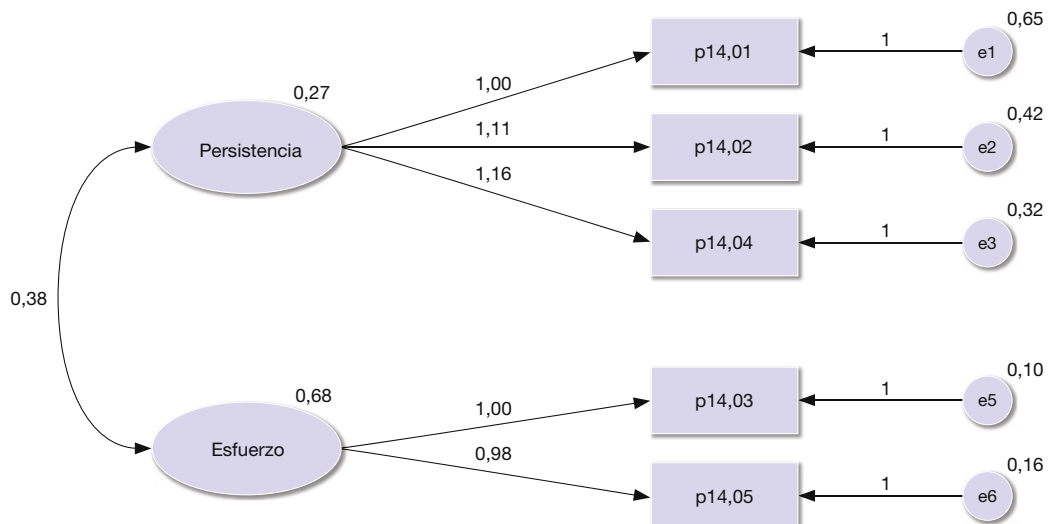 0,65
p14,01
1
e1
1,00
0,27
0,42
Persistencia
1,11
p14,02
1
e2
1,16
0,32
p14,04
1
e3
0,38
0,68
0,10
1,00
p14,03
1
e5
Esfuerzo
0,98
0,16
p14,05
1
e6